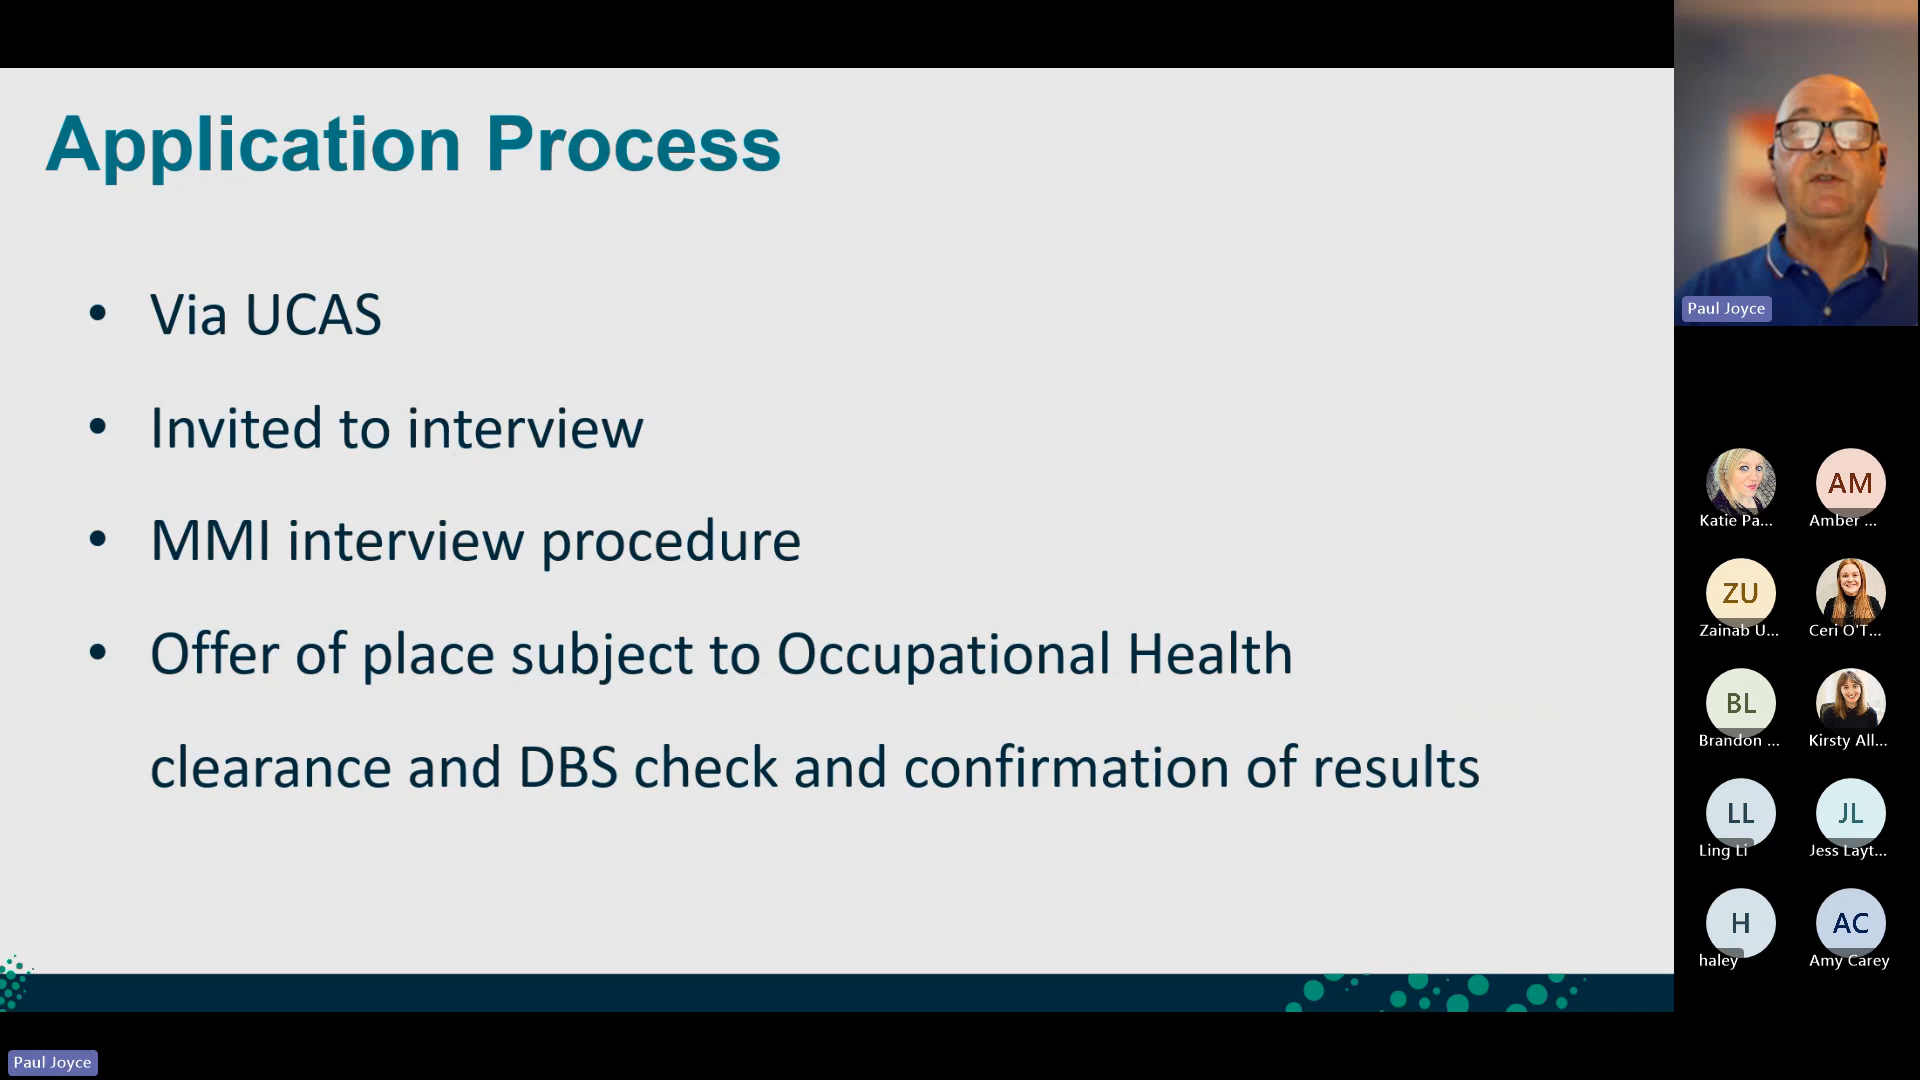 Application Process
• Via UCAS
• Invited to interview
• MMI interview procedure
• Offer of place subject to Occupational Health
clearance and DBS check and confirmation of results
Paul Joyce
Katie Pa...
AM
Amber ...
ZU
Zainab U...
Ceri O'T...
BL
Brandon ...
Kirsty All...
LL
Ling Li
JL
Jess Layt...
H
haley
AC
Amy Carey
Paul Joyce